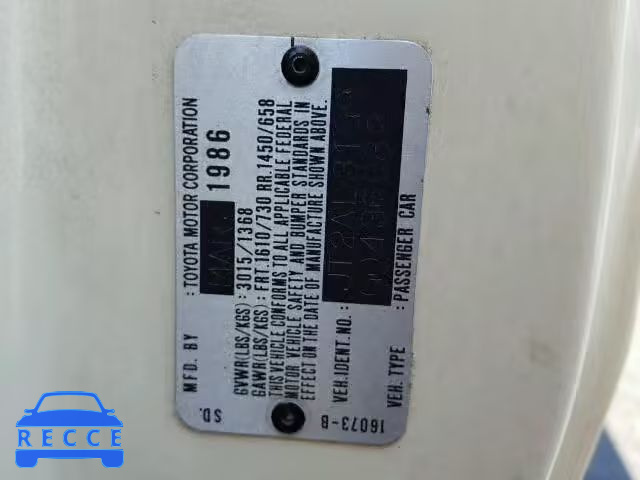 MFD. BY : TOYOTA MOTOR CORPORATION
S D. 1986
GVWR(LBS/KGS) : 3015/1368
GAWR(LBS/KGS) : FRT.1610/730 RR.1450/658
THIS VEHICLE CONFORMS TO ALL APPLICABLE FEDERAL
MOTOR VEHICLE SAFETY AND BUMPER STANDARDS IN
EFFECT ON THE DATE OF MANUFACTURE SHOWN ABOVE.
VEH.IDENT. NO. :
VEH. TYPE : PASSENGER CAR
16073-B
RECCE